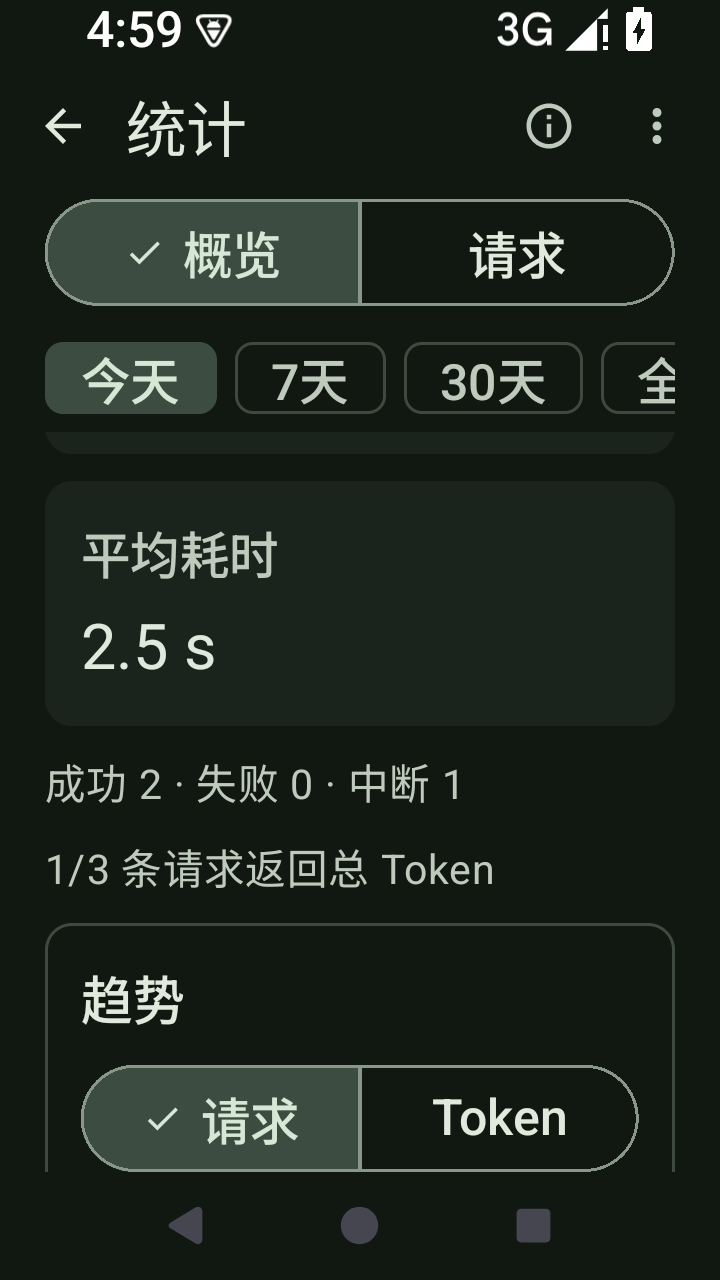 4:59 3G
统计
概览 请求
今天 7天 30天 全
平均耗时
2.5 s
成功 2 · 失败 0 · 中断 1
1/3 条请求返回总 Token
趋势
请求 Token